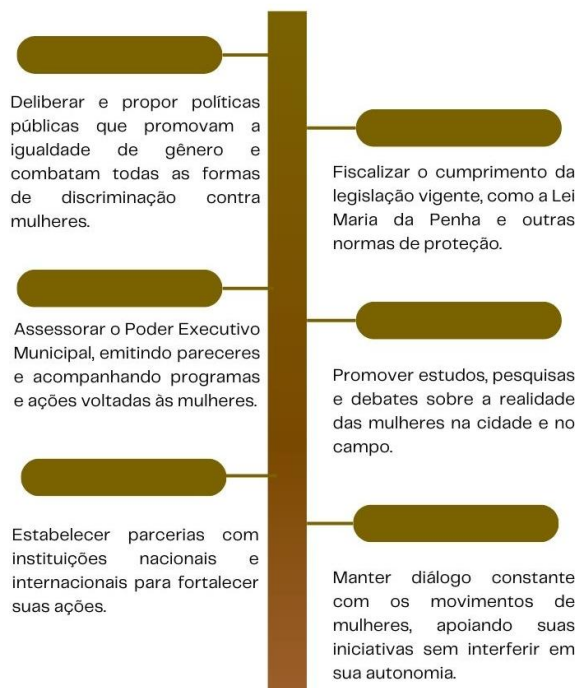 Deliberar e propor políticas
públicas que promovam a
igualdade de gênero e
combatam todas as formas
de discriminação contra
mulheres.
Fiscalizar o cumprimento da
legislação vigente, como a Lei
Maria da Penha e outras
normas de proteção.
Assessorar o Poder Executivo
Municipal, emitindo pareceres
e acompanhando programas
e ações voltadas às mulheres.
Promover estudos, pesquisas
e debates sobre a realidade
das mulheres na cidade e no
campo.
Estabelecer parcerias com
instituições nacionais e
internacionais para fortalecer
suas ações.
Manter diálogo constante
com os movimentos de
mulheres, apoiando suas
iniciativas sem interferir em
sua autonomia.